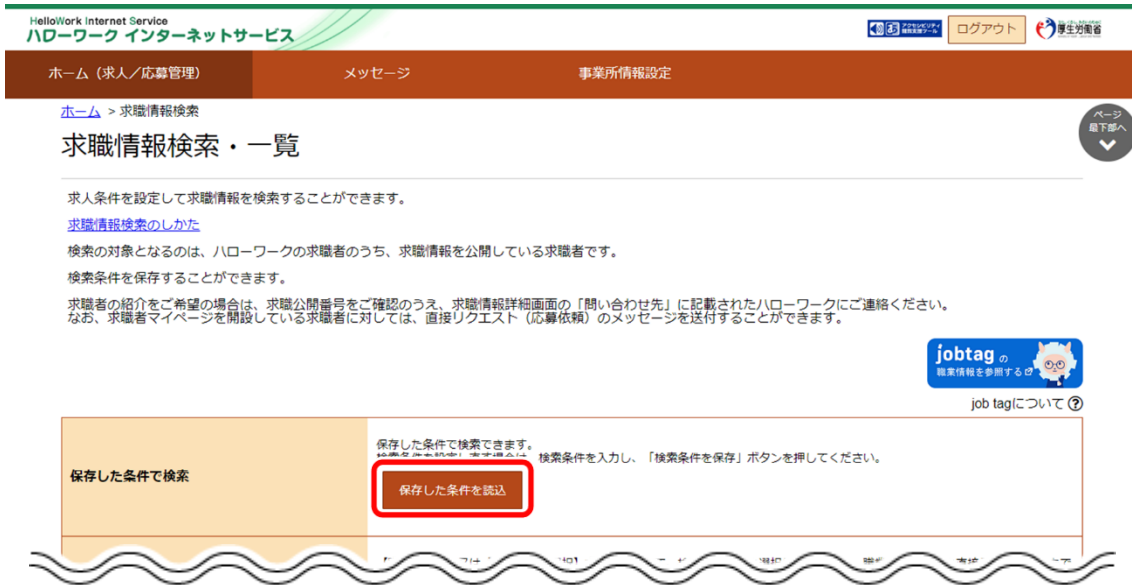 HelloWork Internet Service
ハローワーク インターネットサービス
ログアウト
厚生労働省
ホーム（求人／応募管理）
メッセージ
事業所情報設定
ホーム ＞求職情報検索
ページ
最下部へ
求職情報検索・一覧
求人条件を設定して求職情報を検索することができます。
求職情報検索のしかた
検索の対象となるのは、ハローワークの求職者のうち、求職情報を公開している求職者です。
検索条件を保存することができます。
求職者の紹介をご希望の場合は、求職公開番号をご確認のうえ、求職情報詳細画面の「問い合わせ先」に記載されたハローワークにご連絡ください。
なお、求職者マイページを開設している求職者に対しては、直接リクエスト（応募依頼）のメッセージを送付することができます。
jobtag の
職業情報を参照する
job tagについて ?
保存した条件で検索できます。
検索条件を設定し直す場合は、検索条件を入力し、「検索条件を保存」ボタンを押してください。
保存した条件で検索
保存した条件を読込